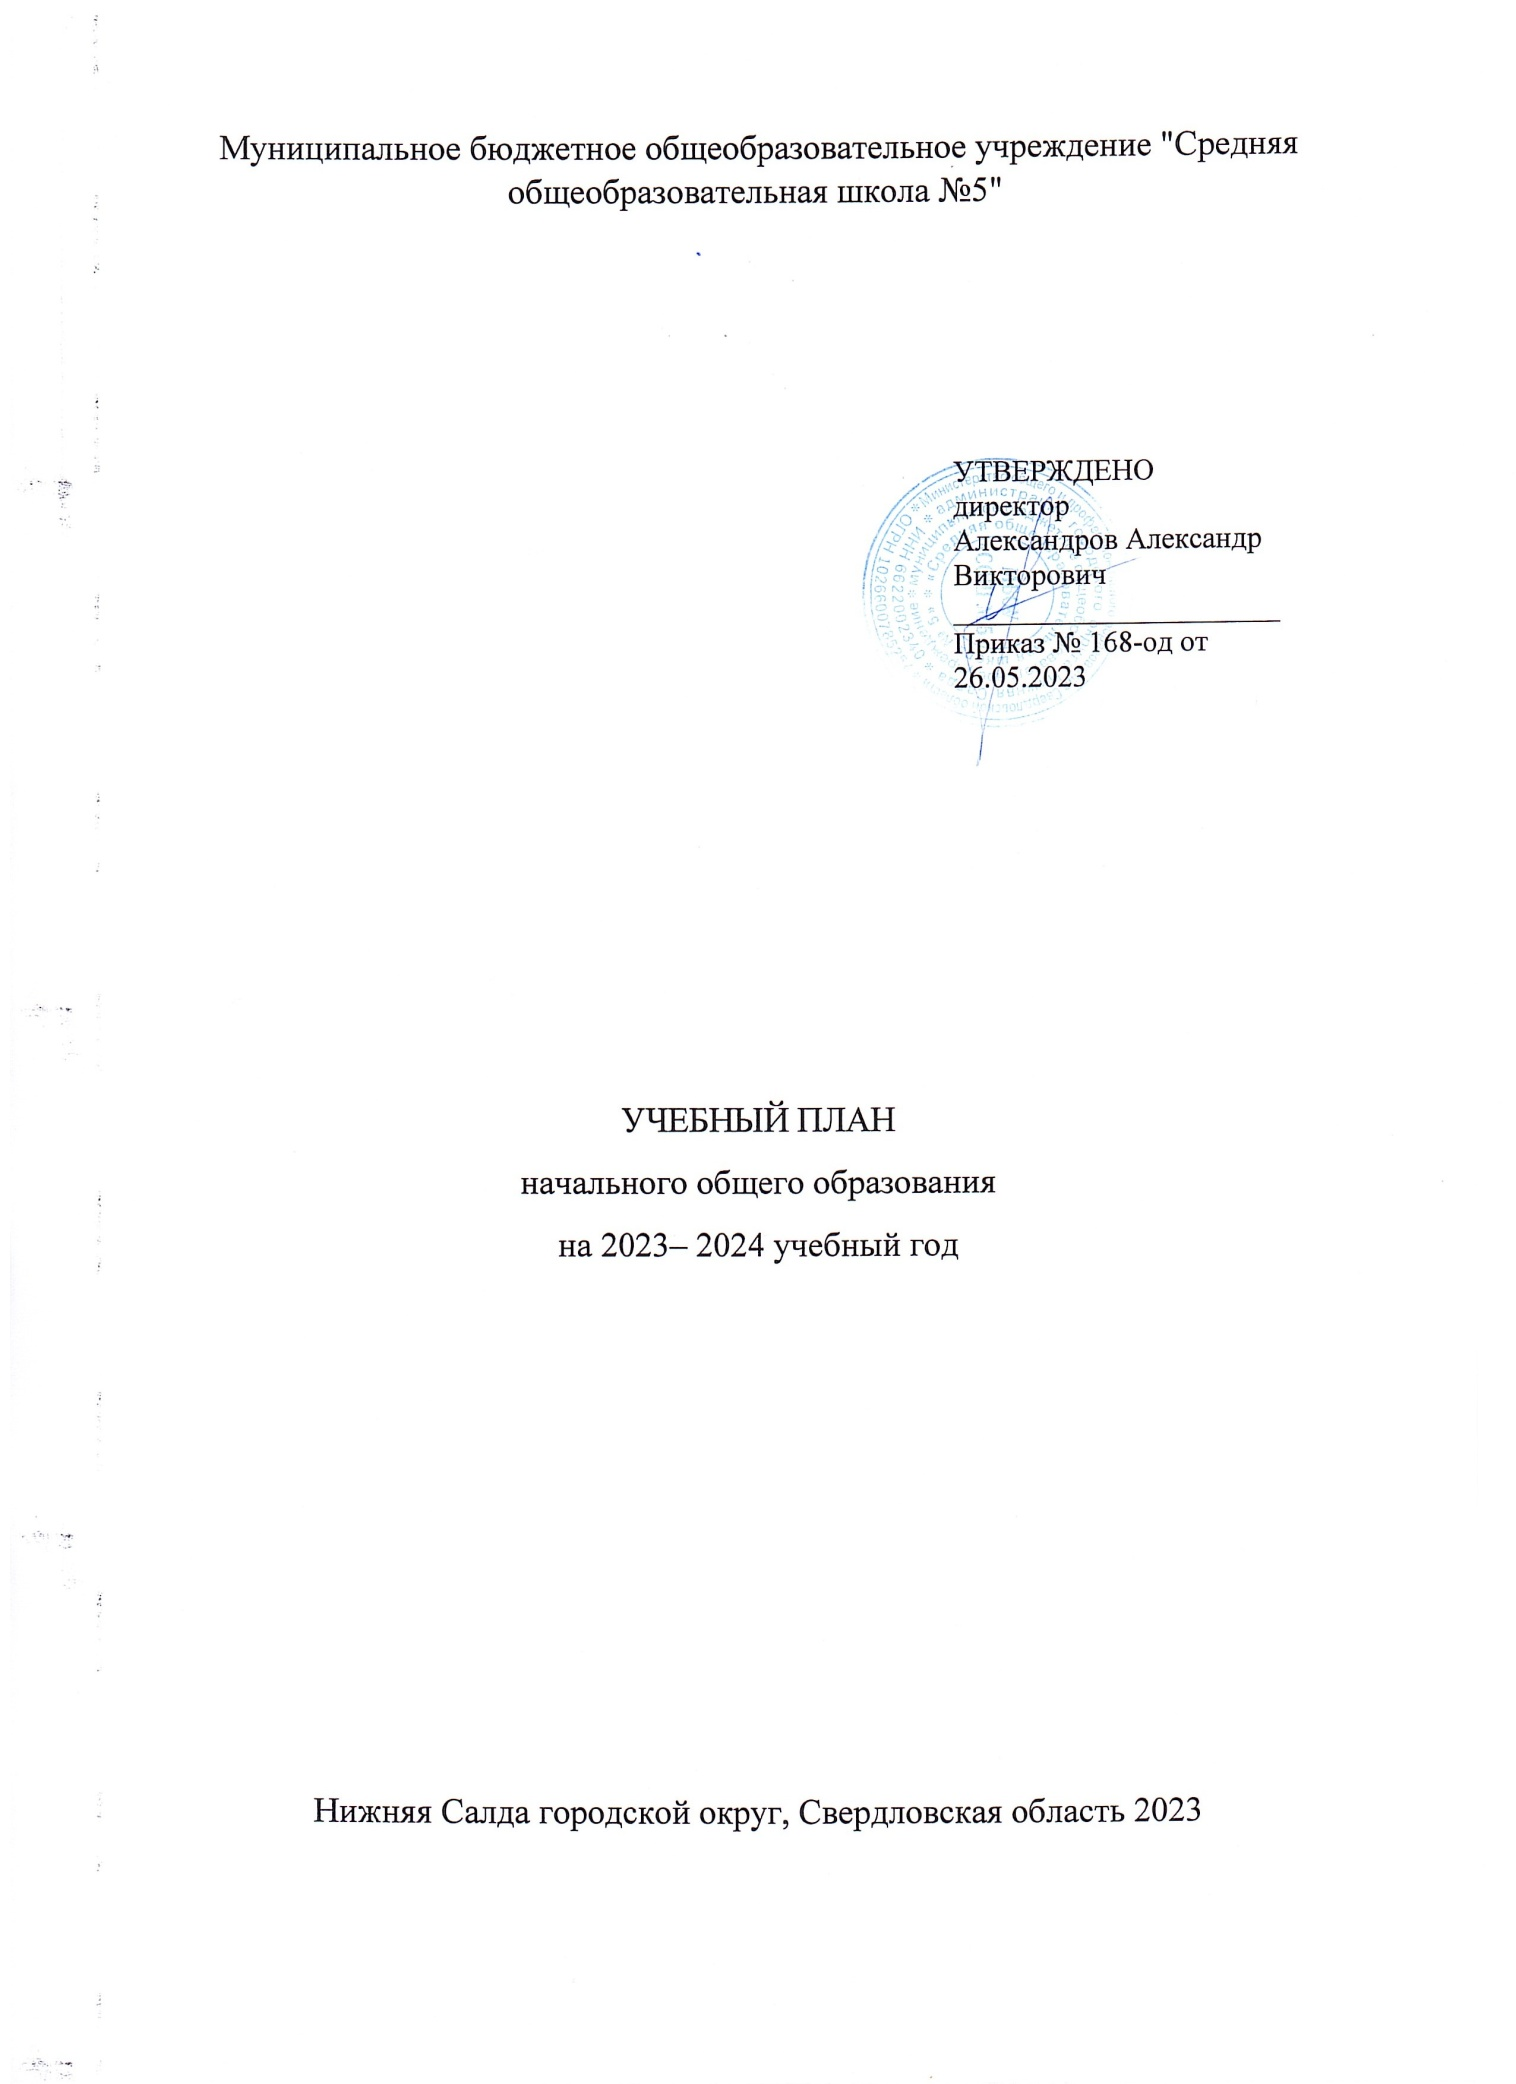 Муниципальное бюджетное общеобразовательное учреждение "Средняя
общеобразовательная школа №5"
УТВЕРЖДЕНО
директор
Александров Александр
Викторович
Приказ № 168-од от
26.05.2023
УЧЕБНЫЙ ПЛАН
начального общего образования
на 2023– 2024 учебный год
Нижняя Салда городской округ, Свердловская область 2023